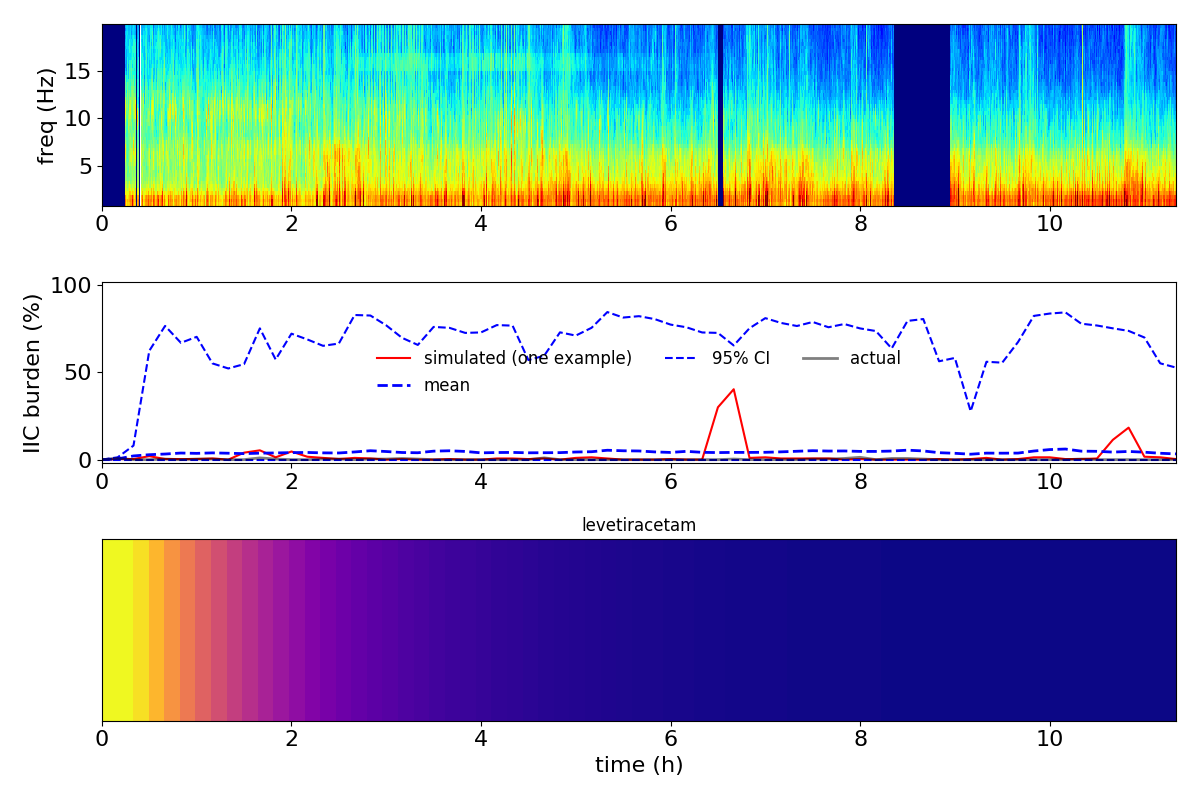 freq (Hz)
15
10
5
0 2 4 6 8 10
IIC burden (%)
100
50
0
simulated (one example) 95% CI actual
mean
0 2 4 6 8 10
levetiracetam
0 2 4 6 8 10
time (h)